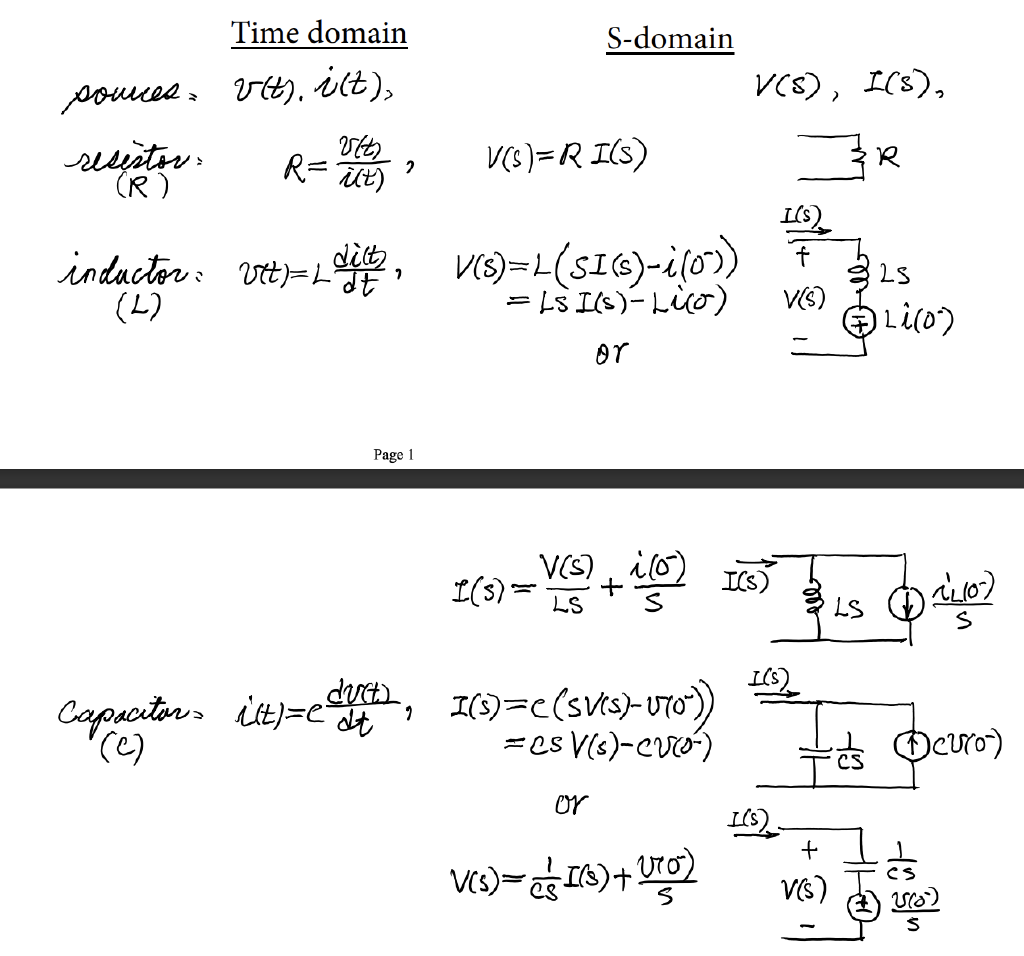 Time domain S-domain
sources: v(t), i(t), V(s), I(s),
resistor: (R) R = v(t)/i(t), V(s) = R I(s) R
inductor: (L) v(t) = L di(t)/dt, V(s) = L(sI(s) - i(0⁻)) I(s) + V(s) - Ls Li(0⁻)
= Ls I(s) - Li(0⁻)
or
Page 1
I(s) = V(s)/Ls + i(0⁻)/s I(s) Ls i_L(0⁻)/s
Capacitor: (C) i(t) = C dv(t)/dt, I(s) = C(sV(s) - v(0⁻)) I(s) 1/Cs Cv(0⁻)
= Cs V(s) - Cv(0⁻)
or
V(s) = 1/Cs I(s) + v(0⁻)/s I(s) + V(s) - 1/Cs v(0⁻)/s